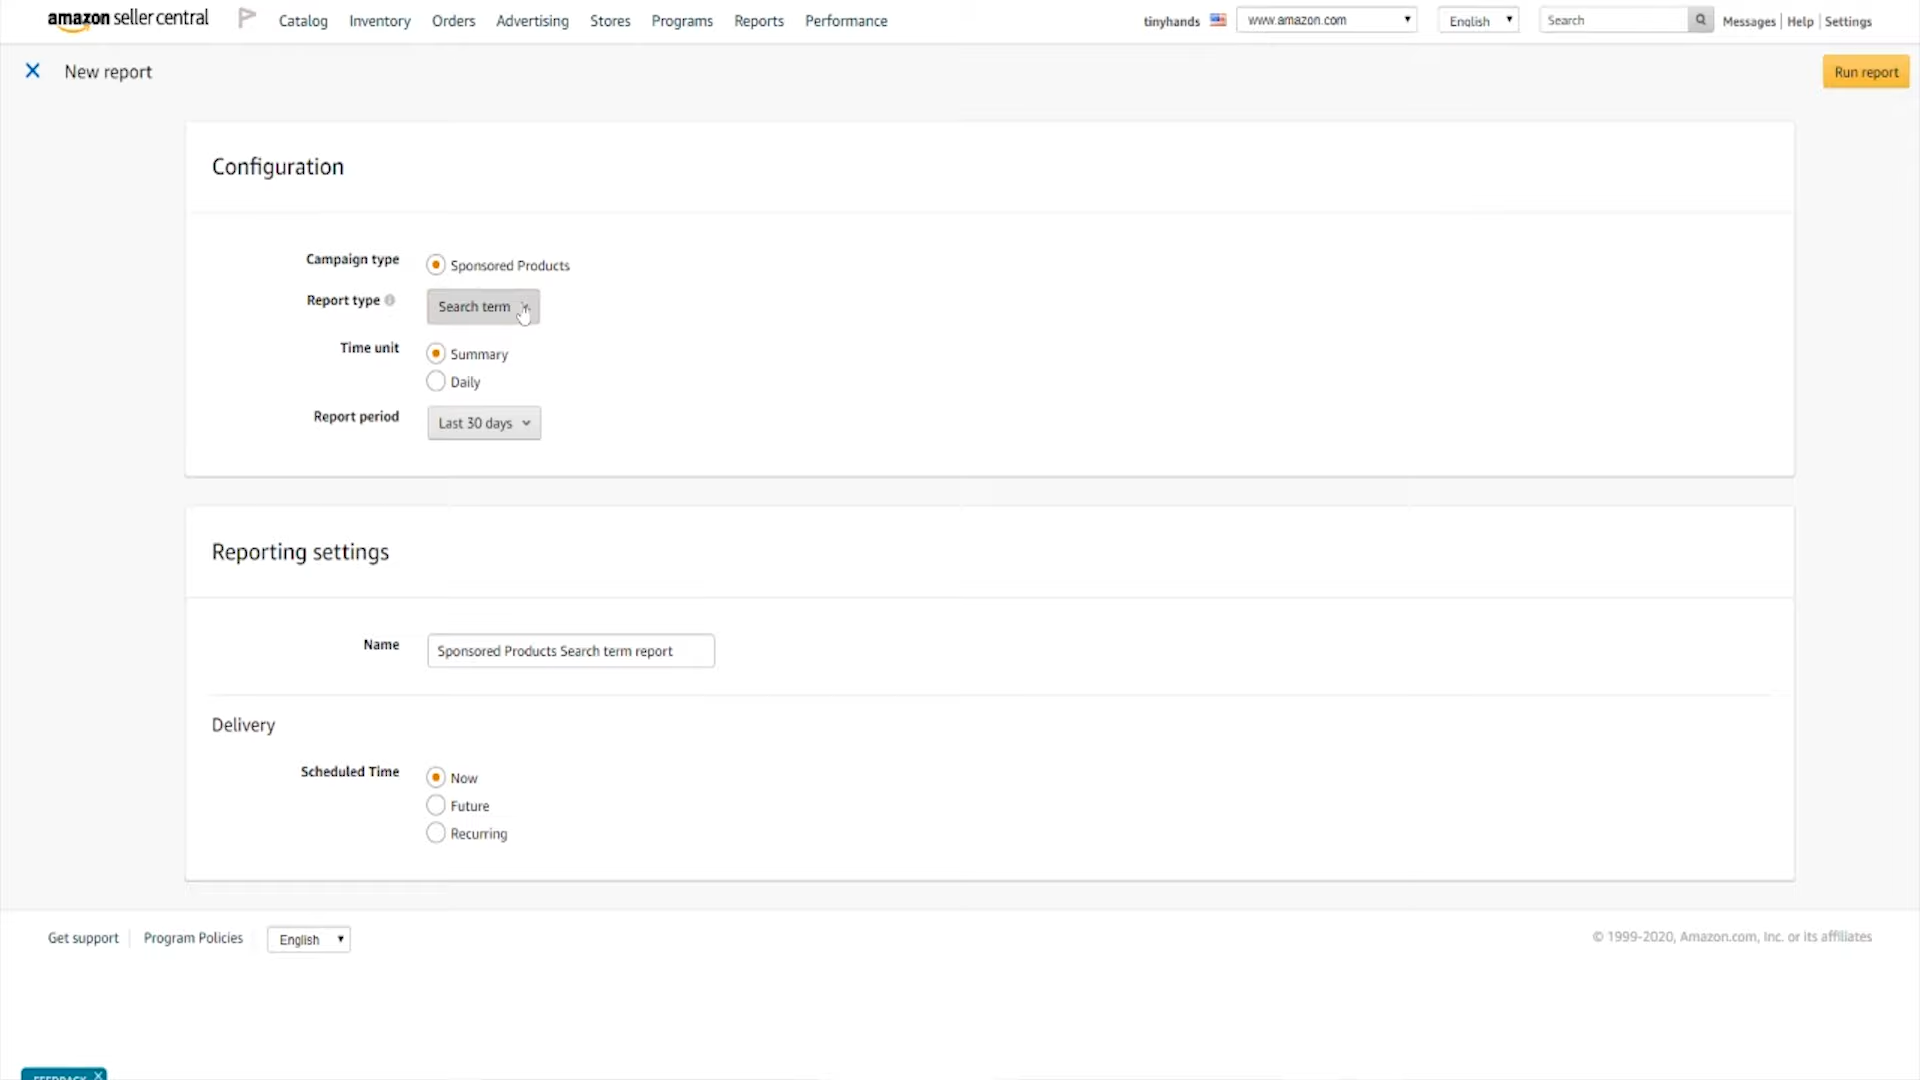 amazon seller central Catalog Inventory Orders Advertising Stores Programs Reports Performance tinyhands www.amazon.com English Search Messages | Help | Settings
New report Run report
Configuration
Campaign type Sponsored Products
Report type Search term
Time unit Summary
Daily
Report period Last 30 days
Reporting settings
Name Sponsored Products Search term report
Delivery
Scheduled Time Now
Future
Recurring
Get support Program Policies English © 1999-2020, Amazon.com, Inc. or its affiliates
FEEDBACK